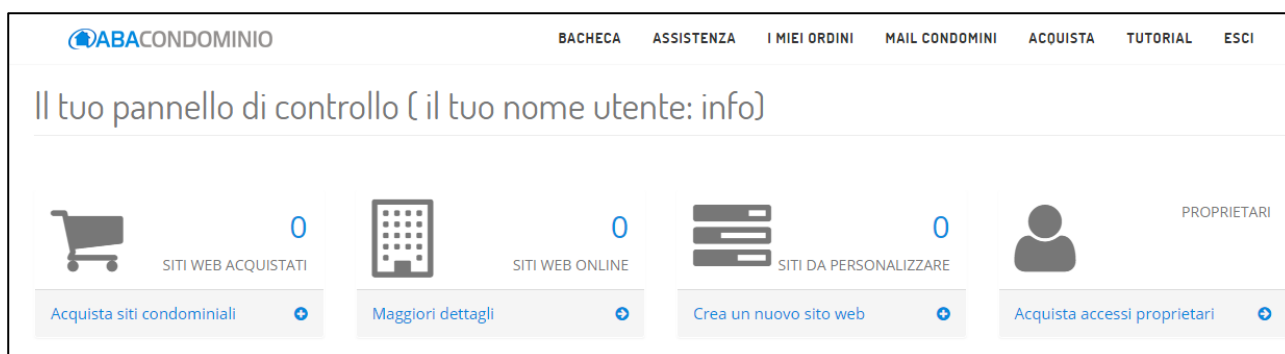 ABACONDOMINIO
BACHECA ASSISTENZA I MIEI ORDINI MAIL CONDOMINI ACQUISTA TUTORIAL ESCI
Il tuo pannello di controllo ( il tuo nome utente: info)
0
SITI WEB ACQUISTATI
Acquista siti condominiali
0
SITI WEB ONLINE
Maggiori dettagli
0
SITI DA PERSONALIZZARE
Crea un nuovo sito web
PROPRIETARI
Acquista accessi proprietari